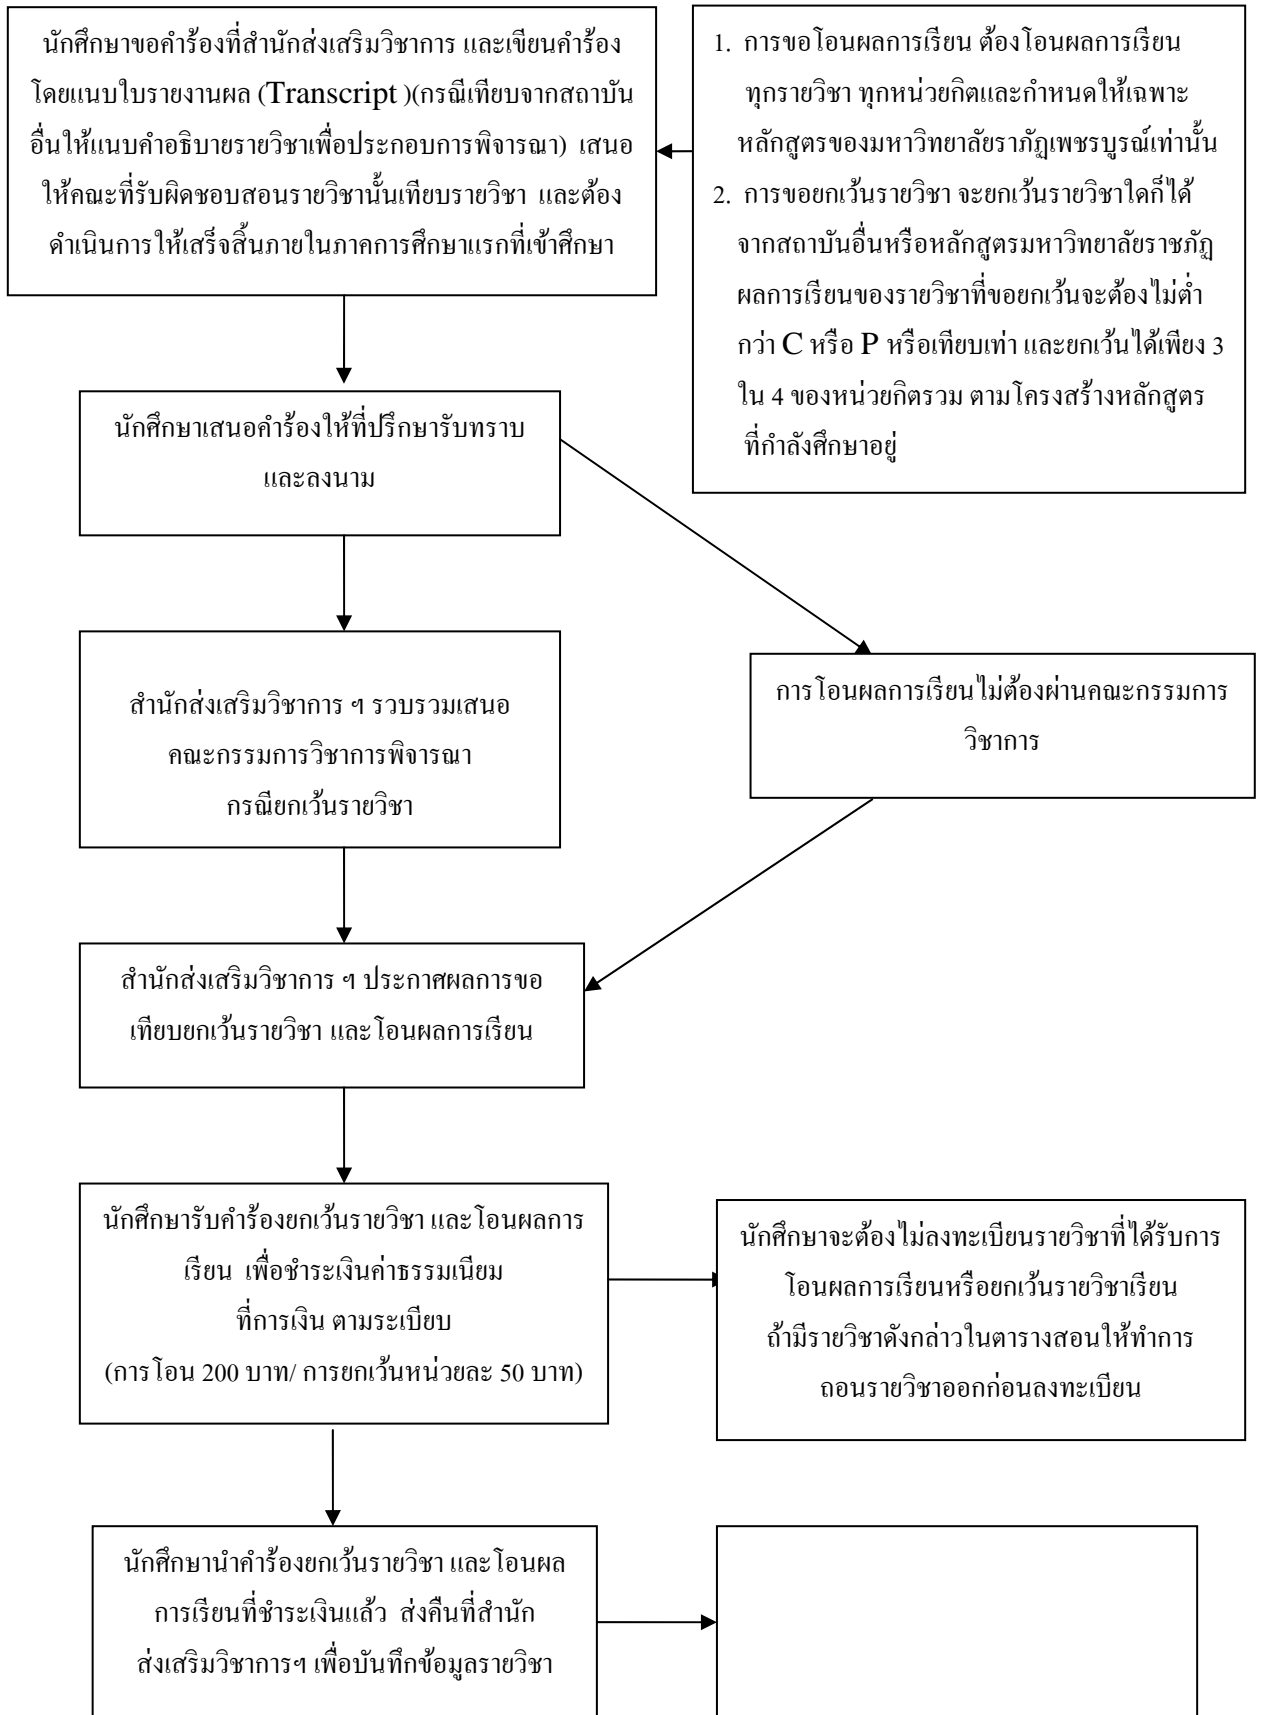 นักศึกษาขอคำร้องที่สำนักส่งเสริมวิชาการ และเขียนคำร้อง
โดยแนบใบรายงานผล (Transcript )(กรณีเทียบจากสถาบัน
อื่นให้แนบคำอธิบายรายวิชาเพื่อประกอบการพิจารณา) เสนอ
ให้คณะที่รับผิดชอบสอนรายวิชานั้นเทียบรายวิชา และต้อง
ดำเนินการให้เสร็จสิ้นภายในภาคการศึกษาแรกที่เข้าศึกษา
1. การขอโอนผลการเรียน ต้องโอนผลการเรียน
ทุกรายวิชา ทุกหน่วยกิตและกำหนดให้เฉพาะ
หลักสูตรของมหาวิทยาลัยราภัฏเพชรบูรณ์เท่านั้น
2. การขอยกเว้นรายวิชา จะยกเว้นรายวิชาใดก็ได้
จากสถาบันอื่นหรือหลักสูตรมหาวิทยาลัยราชภัฏ
ผลการเรียนของรายวิชาที่ขอยกเว้นจะต้องไม่ต่ำ
กว่า C หรือ P หรือเทียบเท่า และยกเว้นได้เพียง 3
ใน 4 ของหน่วยกิตรวม ตามโครงสร้างหลักสูตร
ที่กำลังศึกษาอยู่
นักศึกษาเสนอคำร้องให้ที่ปรึกษารับทราบ
และลงนาม
สำนักส่งเสริมวิชาการ ฯ รวบรวมเสนอ
คณะกรรมการวิชาการพิจารณา
กรณียกเว้นรายวิชา
การโอนผลการเรียนไม่ต้องผ่านคณะกรรมการ
วิชาการ
สำนักส่งเสริมวิชาการ ฯ ประกาศผลการขอ
เทียบยกเว้นรายวิชา และโอนผลการเรียน
นักศึกษารับคำร้องยกเว้นรายวิชา และโอนผลการ
เรียน เพื่อชำระเงินค่าธรรมเนียม
ที่การเงิน ตามระเบียบ
(การโอน 200 บาท/ การยกเว้นหน่วยละ 50 บาท)
นักศึกษาจะต้องไม่ลงทะเบียนรายวิชาที่ได้รับการ
โอนผลการเรียนหรือยกเว้นรายวิชาเรียน
ถ้ามีรายวิชาดังกล่าวในตารางสอนให้ทำการ
ถอนรายวิชาออกก่อนลงทะเบียน
นักศึกษานำคำร้องยกเว้นรายวิชา และโอนผล
การเรียนที่ชำระเงินแล้ว ส่งคืนที่สำนัก
ส่งเสริมวิชาการฯ เพื่อบันทึกข้อมูลรายวิชา